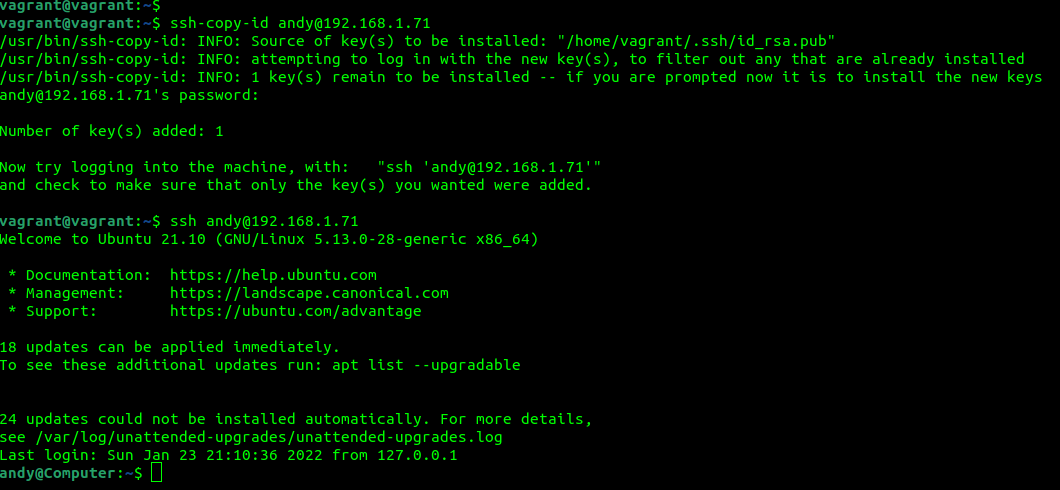 vagrant@vagrant:~$
vagrant@vagrant:~$ ssh-copy-id andy@192.168.1.71
/usr/bin/ssh-copy-id: INFO: Source of key(s) to be installed: "/home/vagrant/.ssh/id_rsa.pub"
/usr/bin/ssh-copy-id: INFO: attempting to log in with the new key(s), to filter out any that are already installed
/usr/bin/ssh-copy-id: INFO: 1 key(s) remain to be installed -- if you are prompted now it is to install the new keys
andy@192.168.1.71's password:
Number of key(s) added: 1
Now try logging into the machine, with:   "ssh 'andy@192.168.1.71'"
and check to make sure that only the key(s) you wanted were added.
vagrant@vagrant:~$ ssh andy@192.168.1.71
Welcome to Ubuntu 21.10 (GNU/Linux 5.13.0-28-generic x86_64)
 * Documentation:  https://help.ubuntu.com
 * Management:     https://landscape.canonical.com
 * Support:        https://ubuntu.com/advantage
18 updates can be applied immediately.
To see these additional updates run: apt list --upgradable
24 updates could not be installed automatically. For more details,
see /var/log/unattended-upgrades/unattended-upgrades.log
Last login: Sun Jan 23 21:10:36 2022 from 127.0.0.1
andy@Computer:~$